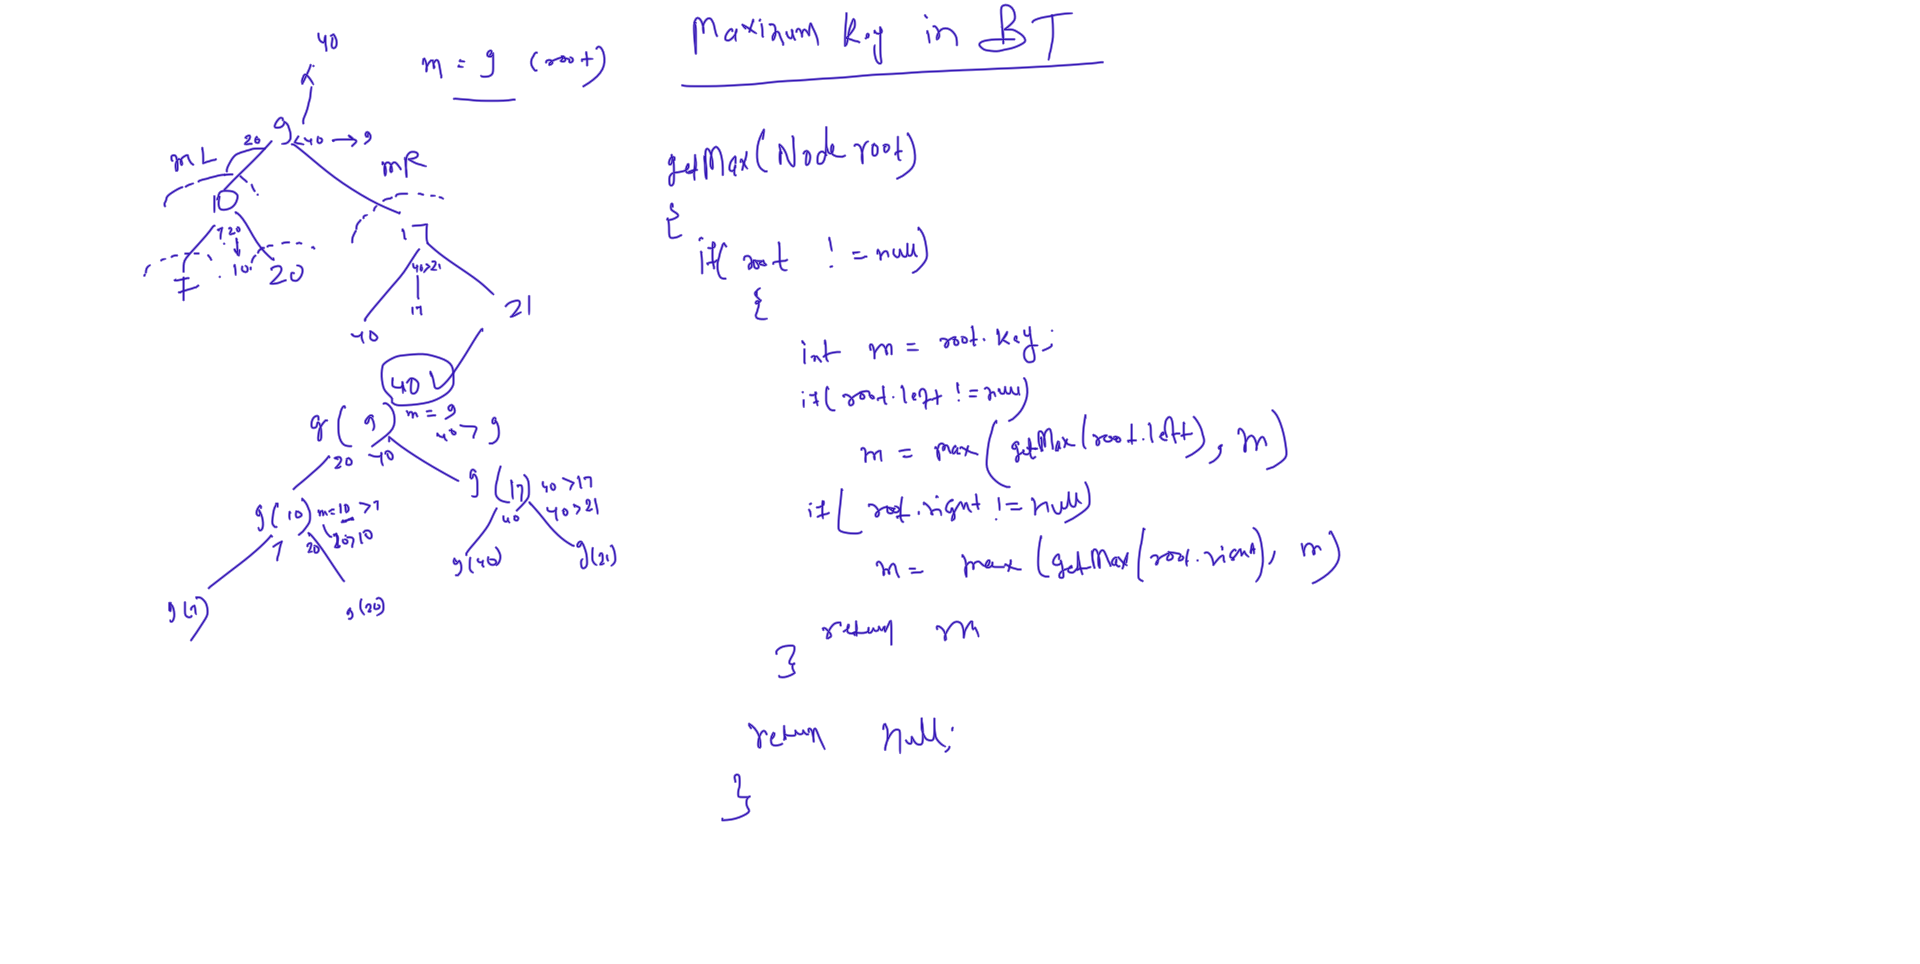 Maximum Key in BT
40
m = 9 (root)
9
20 < 40 → 9
mL
mR
10
7 20
10
7
20
17
40>21
17
40
21
40
g(9) m = 9
40 > 9
20 40
g(10) m=10 >7
20>10
7 20
g(17) 40 >17
40 >21
40
g(7)
g(20)
g(40)
g(21)
getMax(Node root)
{
if( root != null)
{
int m = root.key;
if( root.left != null)
m = max( getMax(root.left), m)
if( root.right != null)
m = max (getMax(root.right), m)
return m
}
return null;
}